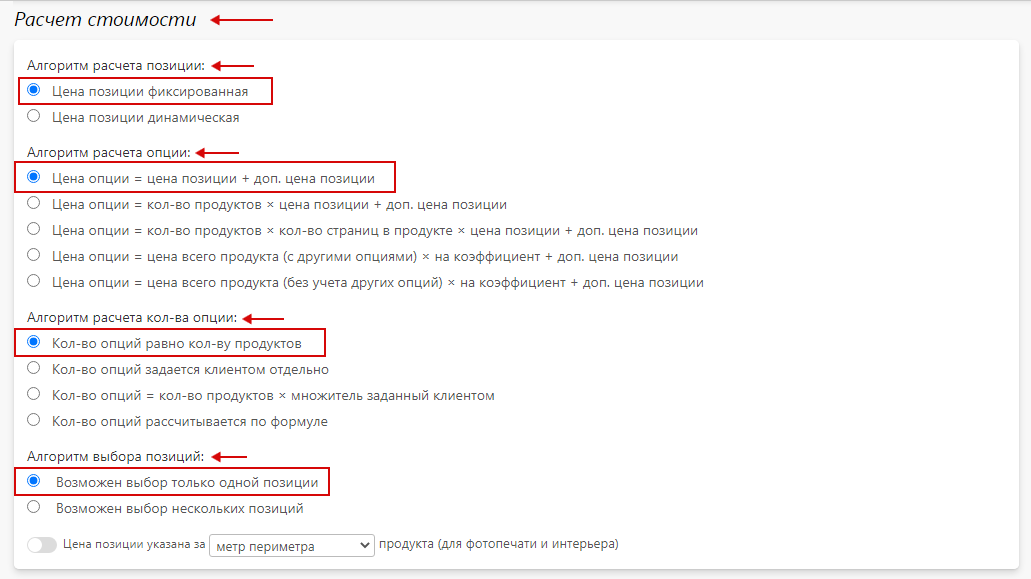 Расчет стоимости
Алгоритм расчета позиции:
Цена позиции фиксированная
Цена позиции динамическая
Алгоритм расчета опции:
Цена опции = цена позиции + доп. цена позиции
Цена опции = кол-во продуктов × цена позиции + доп. цена позиции
Цена опции = кол-во продуктов × кол-во страниц в продукте × цена позиции + доп. цена позиции
Цена опции = цена всего продукта (с другими опциями) × на коэффициент + доп. цена позиции
Цена опции = цена всего продукта (без учета других опций) × на коэффициент + доп. цена позиции
Алгоритм расчета кол-ва опции:
Кол-во опций равно кол-ву продуктов
Кол-во опций задается клиентом отдельно
Кол-во опций = кол-во продуктов × множитель заданный клиентом
Кол-во опций рассчитывается по формуле
Алгоритм выбора позиций:
Возможен выбор только одной позиции
Возможен выбор нескольких позиций
Цена позиции указана за метр периметра продукта (для фотопечати и интерьера)